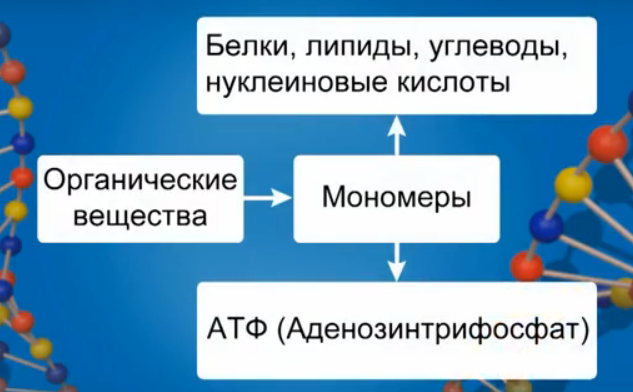 Белки, липиды, углеводы,
нуклеиновые кислоты
Органические
вещества
Мономеры
АТФ (Аденозинтрифосфат)